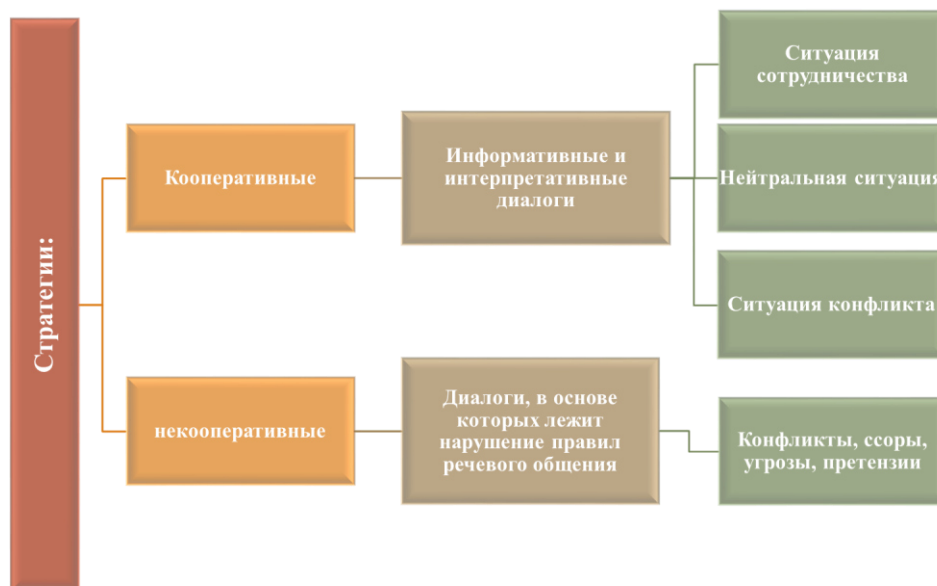 Стратегии:
Кооперативные
Информативные и
интерпретативные
диалоги
Ситуация
сотрудничества
Нейтральная ситуация
Ситуация конфликта
некооперативные
Диалоги, в основе
которых лежит
нарушение правил
речевого общения
Конфликты, ссоры,
угрозы, претензии